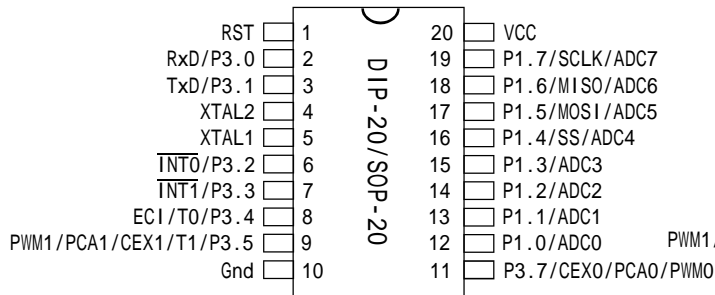 RST 1 20 VCC
RxD/P3.0 2 19 P1.7/SCLK/ADC7
TxD/P3.1 3 18 P1.6/MISO/ADC6
XTAL2 4 17 P1.5/MOSI/ADC5
XTAL1 5 16 P1.4/SS/ADC4
INT0/P3.2 6 15 P1.3/ADC3
INT1/P3.3 7 14 P1.2/ADC2
ECI/T0/P3.4 8 13 P1.1/ADC1
PWM1/PCA1/CEX1/T1/P3.5 9 12 P1.0/ADC0 PWM1/
Gnd 10 11 P3.7/CEX0/PCA0/PWM0
DIP-20/SOP-20